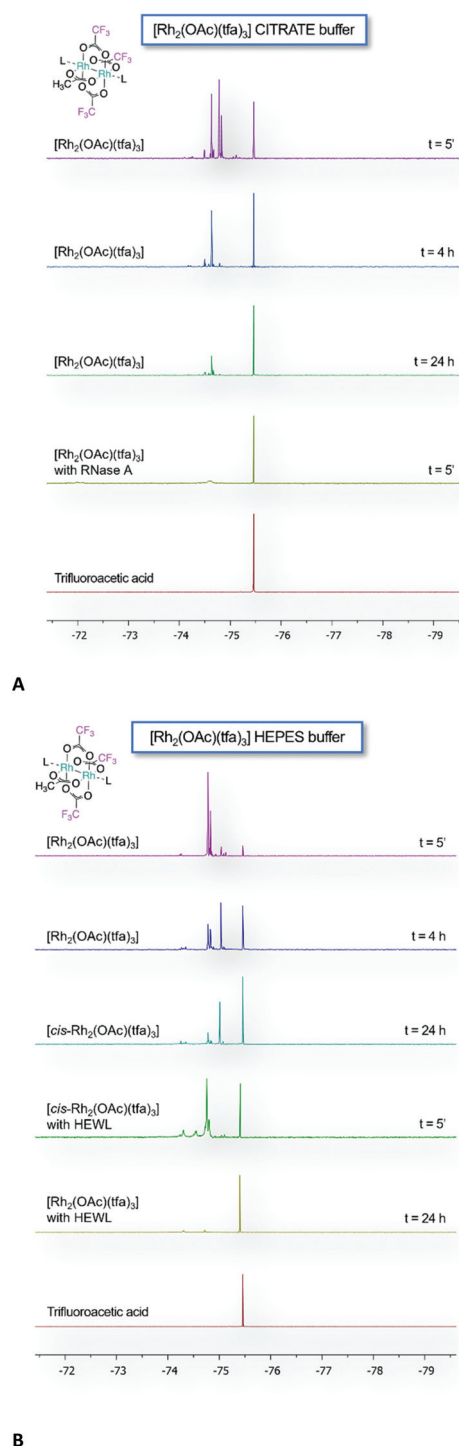 [Rh₂(OAc)(tfa)₃] CITRATE buffer
CF₃
O
O
CF₃
O
L
Rh
O
Rh
O
L
H₃C
O
O
O
F₃C
[Rh₂(OAc)(tfa)₃]
t = 5'
[Rh₂(OAc)(tfa)₃]
t = 4 h
[Rh₂(OAc)(tfa)₃]
t = 24 h
[Rh₂(OAc)(tfa)₃]
with RNase A
t = 5'
Trifluoroacetic acid
-72 -73 -74 -75 -76 -77 -78 -79
A
[Rh₂(OAc)(tfa)₃] HEPES buffer
CF₃
O
O
CF₃
O
L
Rh
O
Rh
O
L
H₃C
O
O
O
F₃C
[Rh₂(OAc)(tfa)₃]
t = 5'
[Rh₂(OAc)(tfa)₃]
t = 4 h
[cis-Rh₂(OAc)(tfa)₃]
t = 24 h
[cis-Rh₂(OAc)(tfa)₃]
with HEWL
t = 5'
[Rh₂(OAc)(tfa)₃]
with HEWL
t = 24 h
Trifluoroacetic acid
-72 -73 -74 -75 -76 -77 -78 -79
B